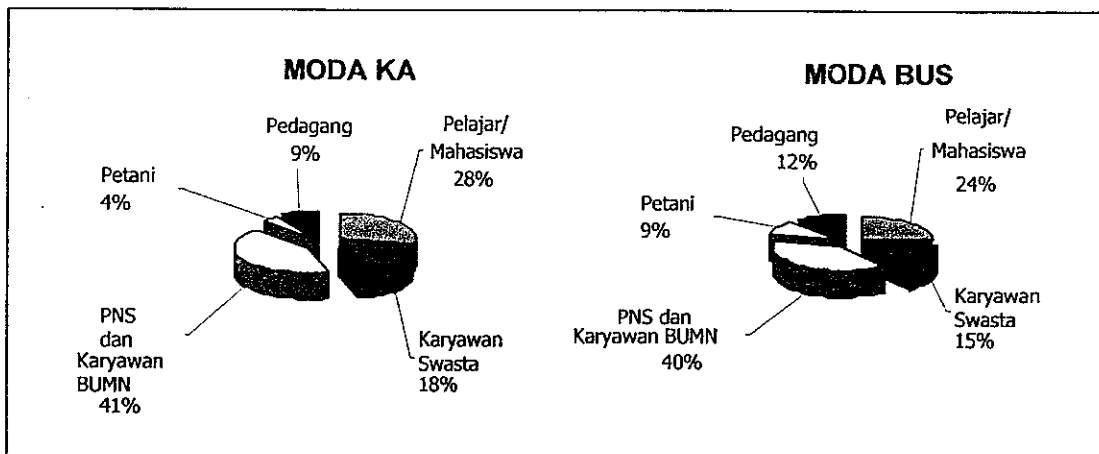 MODA KA
Pedagang
9%
Pelajar/
Mahasiswa
28%
Petani
4%
PNS
dan
Karyawan
BUMN
41%
Karyawan
Swasta
18%
MODA BUS
Pedagang
12%
Pelajar/
Mahasiswa
24%
Petani
9%
PNS dan
Karyawan BUMN
40%
Karyawan
Swasta
15%